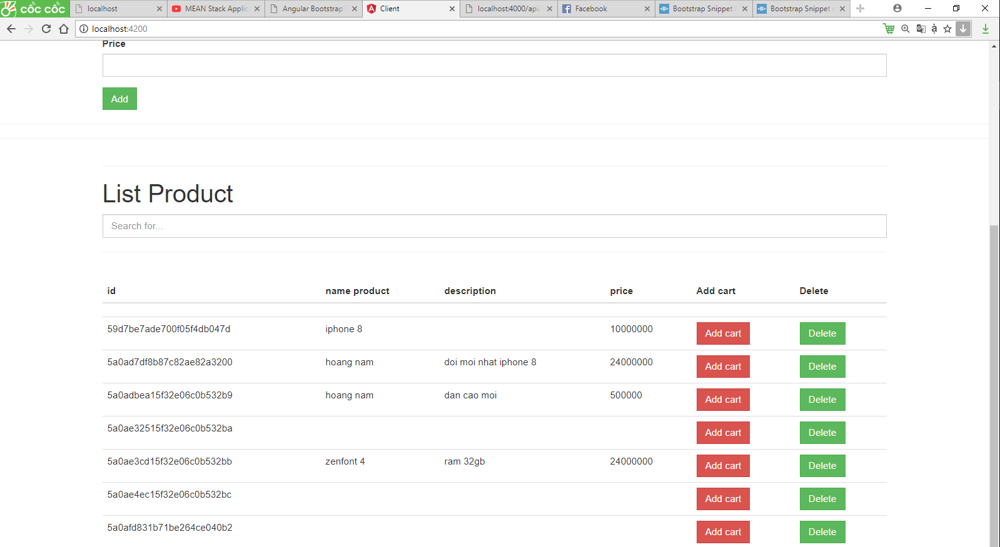 cốc cốc
localhost
MEAN Stack Applic
Angular Bootstrap
Client
localhost:4000/api/
Facebook
Bootstrap Snippet
Bootstrap Snippet
localhost:4200
Price
Add
List Product
Search for...
id name product description price Add cart Delete
59d7be7ade700f05f4db047d iphone 8 10000000 Add cart Delete
5a0ad7df8b87c82ae82a3200 hoang nam doi moi nhat iphone 8 24000000 Add cart Delete
5a0adbea15f32e06c0b532b9 hoang nam dan cao moi 500000 Add cart Delete
5a0ae32515f32e06c0b532ba Add cart Delete
5a0ae3cd15f32e06c0b532bb zenfont 4 ram 32gb 24000000 Add cart Delete
5a0ae4ec15f32e06c0b532bc Add cart Delete
5a0afd831b71be264ce040b2 Add cart Delete